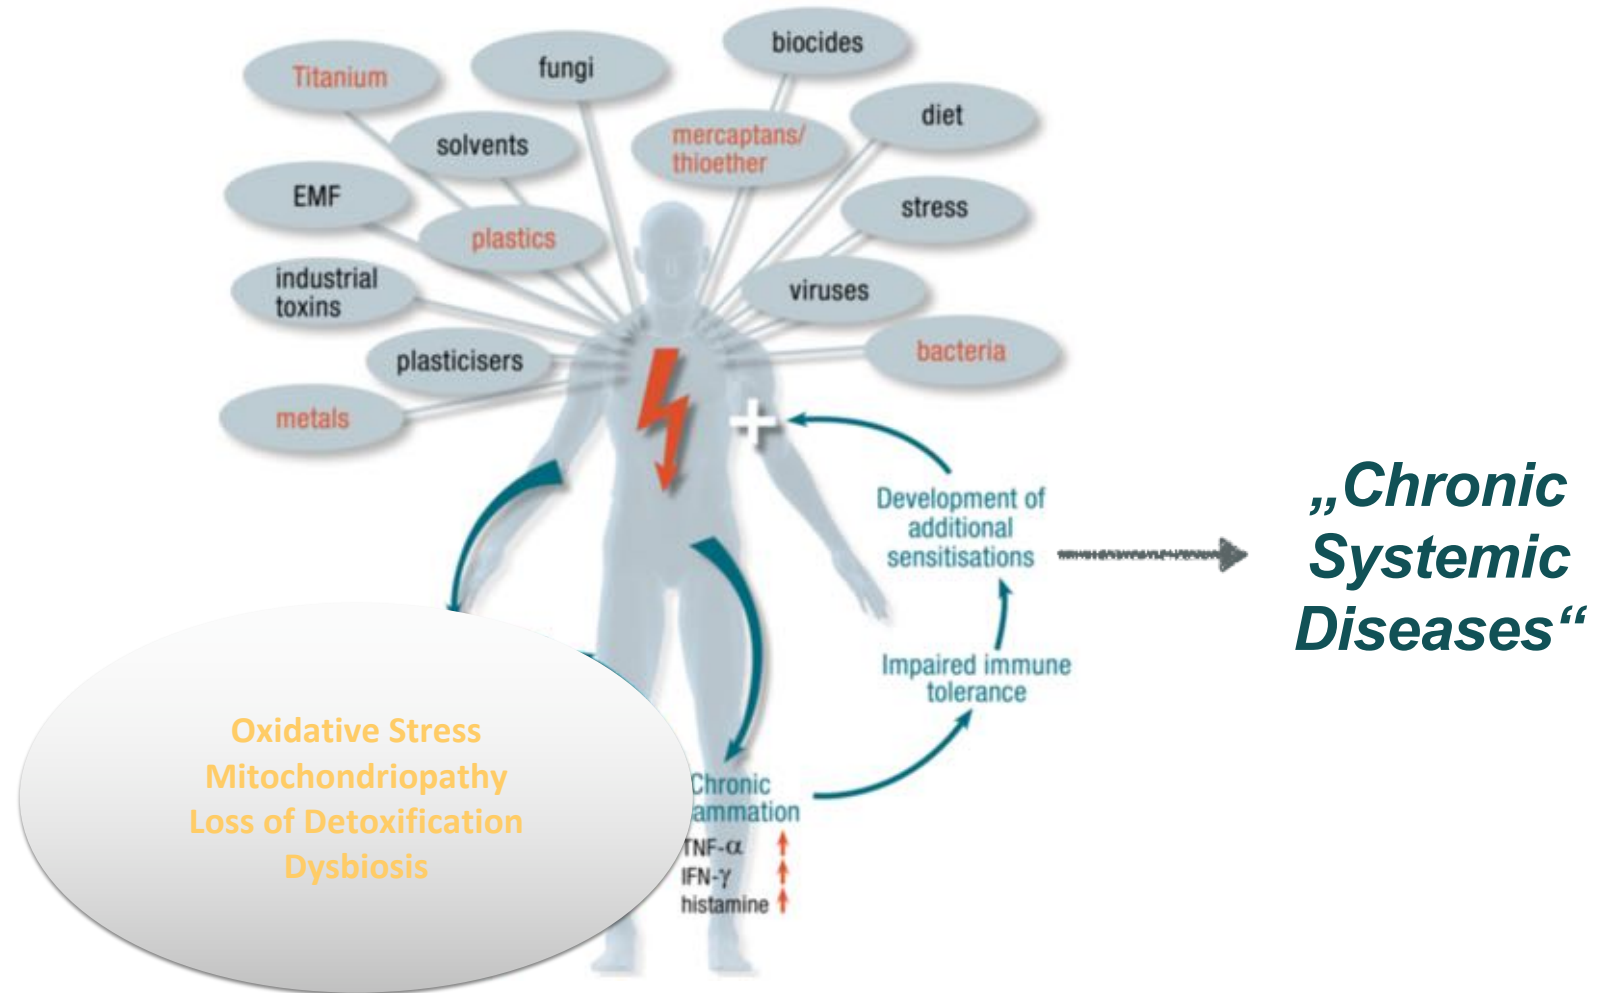 biocides
fungi
Titanium
diet
mercaptans/
thioether
solvents
EMF
stress
plastics
industrial
toxins
viruses
plasticisers
bacteria
metals
Development of
additional
sensitisations
„Chronic
Systemic
Diseases“
Impaired immune
tolerance
Oxidative Stress
Mitochondriopathy
Loss of Detoxification
Dysbiosis
Chronic
ammation
TNF-α
IFN-γ
histamine